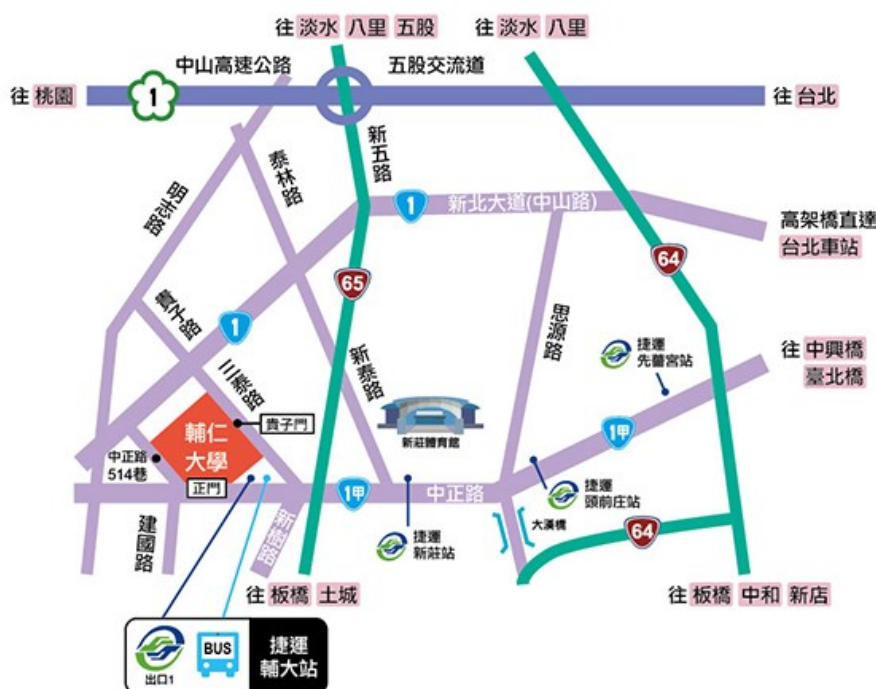 往 淡水 八里 五股
往 淡水 八里
中山高速公路
五股交流道
往 桃園
1
往 台北
新五路
泰林路
明志路
1
新北大道(中山路)
高架橋直達
台北車站
64
65
貴子路
1
思源路
捷運
先嗇宮站
往 中興橋
臺北橋
新泰路
三泰路
貴子門
輔仁
大學
新莊體育館
1甲
中正路
514巷
正門
1甲
中正路
捷運
頭前庄站
大漢橋
捷運
新莊站
64
建國路
新樹路
往 板橋 土城
往 板橋 中和 新店
BUS
出口1
捷運
輔大站